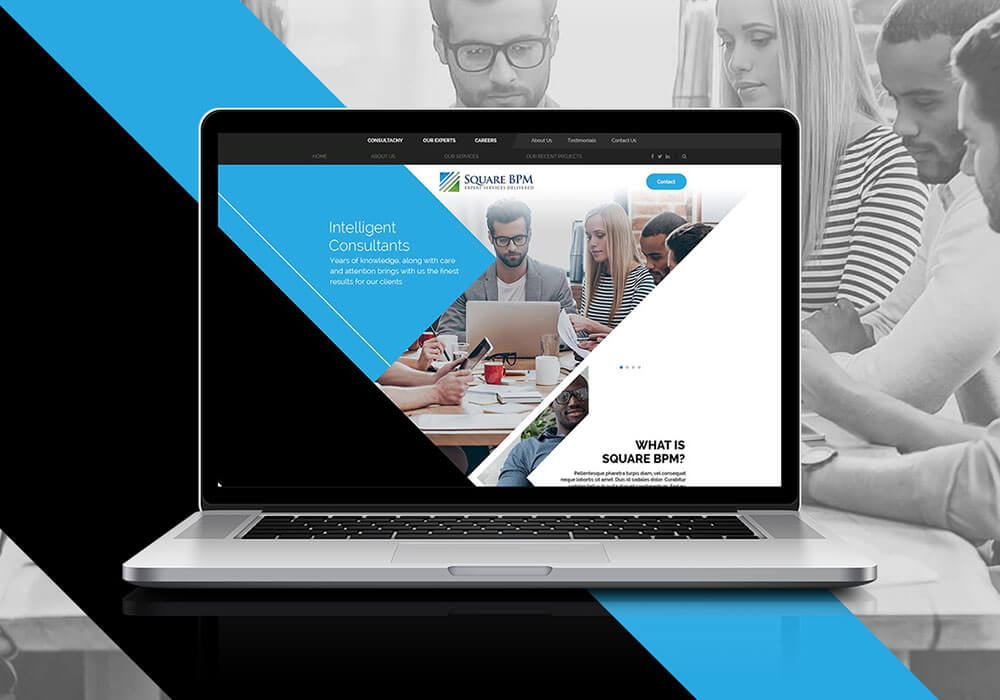 CONSULTACNY OUR EXPERTS CAREERS About Us Testimonials Contact Us
HOME ABOUT US OUR SERVICES OUR RECENT PROJECTS
SQUARE BPM
EXPERT SERVICES DELIVERED
Contact
Intelligent
Consultants
Years of knowledge, along with care
and attention brings with us the finest
results for our clients
WHAT IS
SQUARE BPM?
Pellentesque pharetra turpis diam, vel consequat
neque lobortis sit amet. Duis id sodales dolor. Curabitur